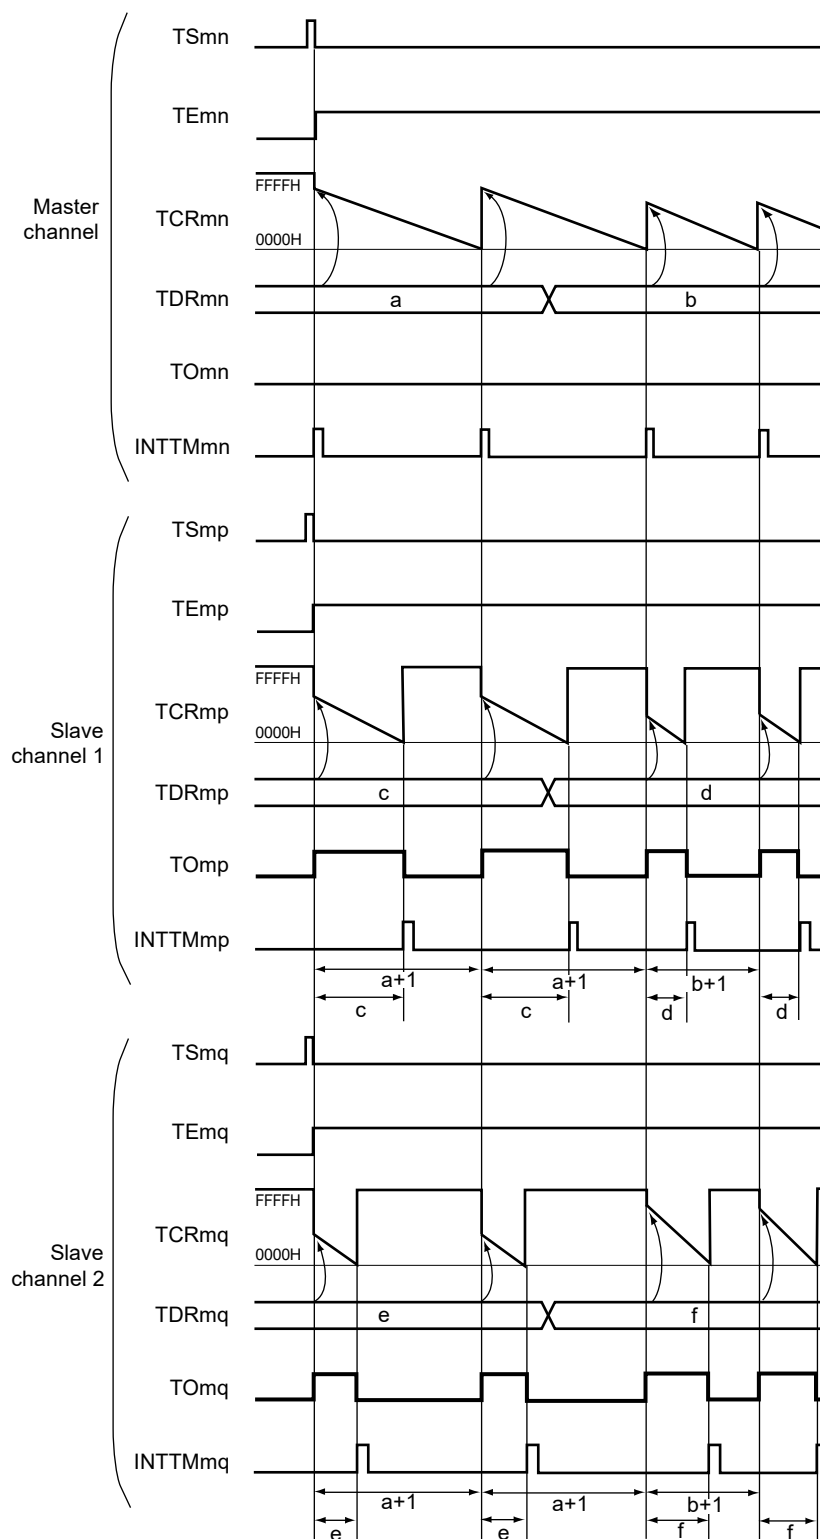 TSmn
TEmn
FFFFH
Master
channel
TCRmn
0000H
TDRmn
a
b
TOmn
INTTMmn
TSmp
TEmp
FFFFH
TCRmp
Slave
channel 1
0000H
TDRmp
c
d
TOmp
INTTMmp
a+1
a+1
b+1
c
c
d
d
TSmq
TEmq
FFFFH
TCRmq
Slave
channel 2
0000H
TDRmq
e
f
TOmq
INTTMmq
a+1
a+1
b+1
e
e
f
f